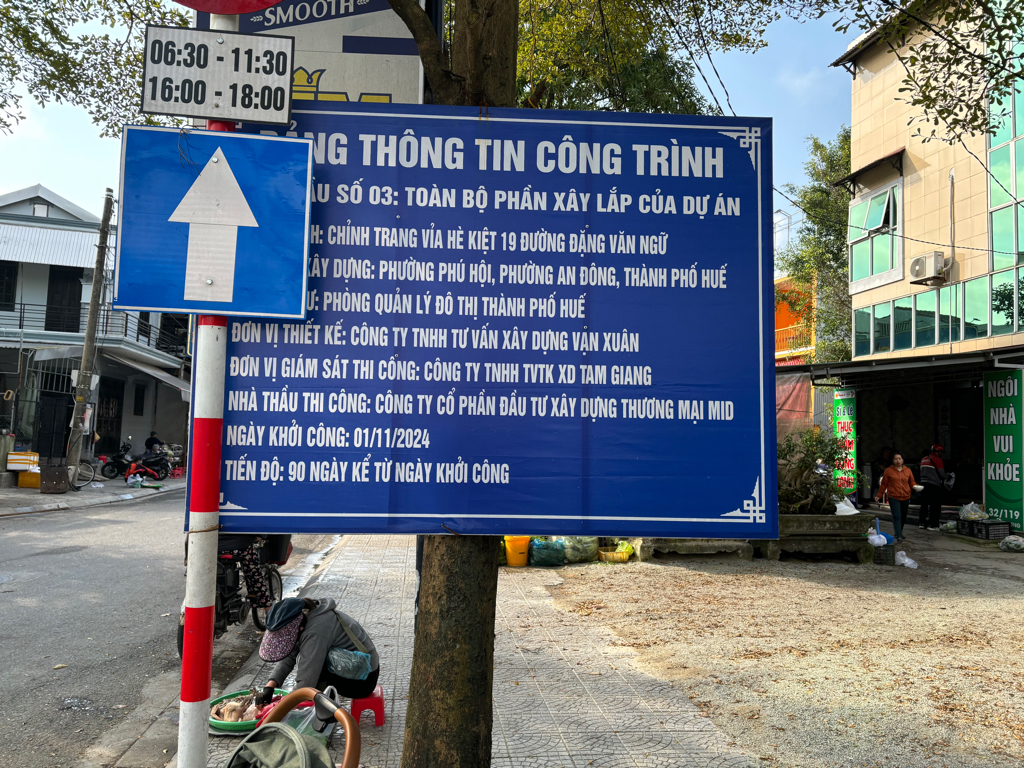 SMOOTH
06:30 - 11:30
16:00 - 18:00
BẢNG THÔNG TIN CÔNG TRÌNH
ẦU SỐ 03: TOÀN BỘ PHẦN XÂY LẮP CỦA DỰ ÁN
H: CHỈNH TRANG VỈA HÈ KIỆT 19 ĐƯỜNG ĐẶNG VĂN NGỮ
XÂY DỰNG: PHƯỜNG PHÚ HỘI, PHƯỜNG AN ĐÔNG, THÀNH PHỐ HUẾ
Ư: PHÒNG QUẢN LÝ ĐÔ THỊ THÀNH PHỐ HUẾ
ĐƠN VỊ THIẾT KẾ: CÔNG TY TNHH TƯ VẤN XÂY DỰNG VẠN XUÂN
ĐƠN VỊ GIÁM SÁT THI CÔNG: CÔNG TY TNHH TVTK XD TAM GIANG
NHÀ THẦU THI CÔNG: CÔNG TY CỔ PHẦN ĐẦU TƯ XÂY DỰNG THƯƠNG MẠI MID
NGÀY KHỞI CÔNG: 01/11/2024
TIẾN ĐỘ: 90 NGÀY KỂ TỪ NGÀY KHỞI CÔNG
SỈ & LẺ
THỰC
NGÔI
NHÀ
VUI
KHỎE
32/119